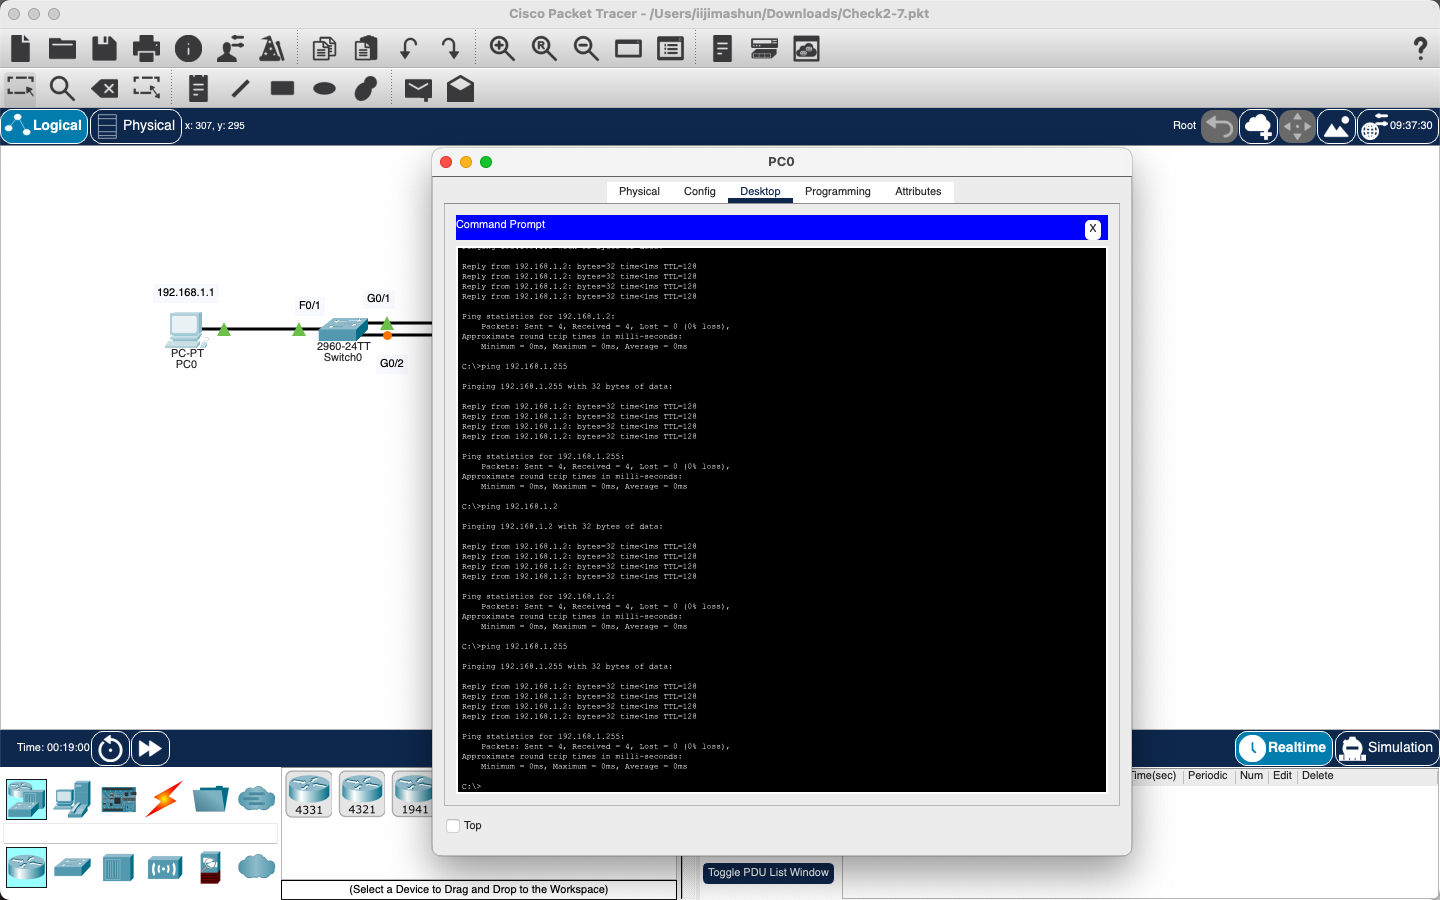 Cisco Packet Tracer - /Users/iijimashun/Downloads/Check2-7.pkt
Logical
Physical
x: 307, y: 295
Root
09:37:30
PC0
Physical
Config
Desktop
Programming
Attributes
Command Prompt
X
Reply from 192.168.1.2: bytes=32 time<1ms TTL=128
Reply from 192.168.1.2: bytes=32 time<1ms TTL=128
Reply from 192.168.1.2: bytes=32 time<1ms TTL=128
Reply from 192.168.1.2: bytes=32 time<1ms TTL=128
Ping statistics for 192.168.1.2:
Packets: Sent = 4, Received = 4, Lost = 0 (0% loss),
Approximate round trip times in milli-seconds:
Minimum = 0ms, Maximum = 0ms, Average = 0ms
C:\>ping 192.168.1.255
Pinging 192.168.1.255 with 32 bytes of data:
Reply from 192.168.1.2: bytes=32 time<1ms TTL=128
Reply from 192.168.1.2: bytes=32 time<1ms TTL=128
Reply from 192.168.1.2: bytes=32 time<1ms TTL=128
Reply from 192.168.1.2: bytes=32 time<1ms TTL=128
Ping statistics for 192.168.1.255:
Packets: Sent = 4, Received = 4, Lost = 0 (0% loss),
Approximate round trip times in milli-seconds:
Minimum = 0ms, Maximum = 0ms, Average = 0ms
C:\>ping 192.168.1.2
Pinging 192.168.1.2 with 32 bytes of data:
Reply from 192.168.1.2: bytes=32 time<1ms TTL=128
Reply from 192.168.1.2: bytes=32 time<1ms TTL=128
Reply from 192.168.1.2: bytes=32 time<1ms TTL=128
Reply from 192.168.1.2: bytes=32 time<1ms TTL=128
Ping statistics for 192.168.1.2:
Packets: Sent = 4, Received = 4, Lost = 0 (0% loss),
Approximate round trip times in milli-seconds:
Minimum = 0ms, Maximum = 0ms, Average = 0ms
C:\>ping 192.168.1.255
Pinging 192.168.1.255 with 32 bytes of data:
Reply from 192.168.1.2: bytes=32 time<1ms TTL=128
Reply from 192.168.1.2: bytes=32 time<1ms TTL=128
Reply from 192.168.1.2: bytes=32 time<1ms TTL=128
Reply from 192.168.1.2: bytes=32 time<1ms TTL=128
Ping statistics for 192.168.1.255:
Packets: Sent = 4, Received = 4, Lost = 0 (0% loss),
Approximate round trip times in milli-seconds:
Minimum = 0ms, Maximum = 0ms, Average = 0ms
C:\>
Top
192.168.1.1
F0/1
G0/1
PC-PT
PC0
2960-24TT
Switch0
G0/2
Time: 00:19:00
Realtime
Simulation
4331
4321
1941
Time(sec)
Periodic
Num
Edit
Delete
Toggle PDU List Window
(Select a Device to Drag and Drop to the Workspace)